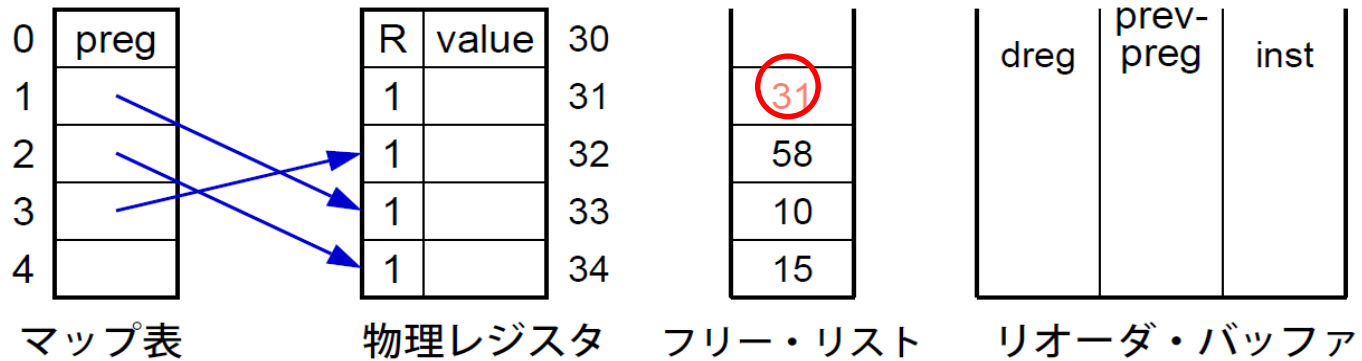 0 preg R value 30 dreg prev-preg inst
1 1 31 31
2 1 32 58
3 1 33 10
4 1 34 15
マップ表 物理レジスタ フリー・リスト リオーダ・バッファ